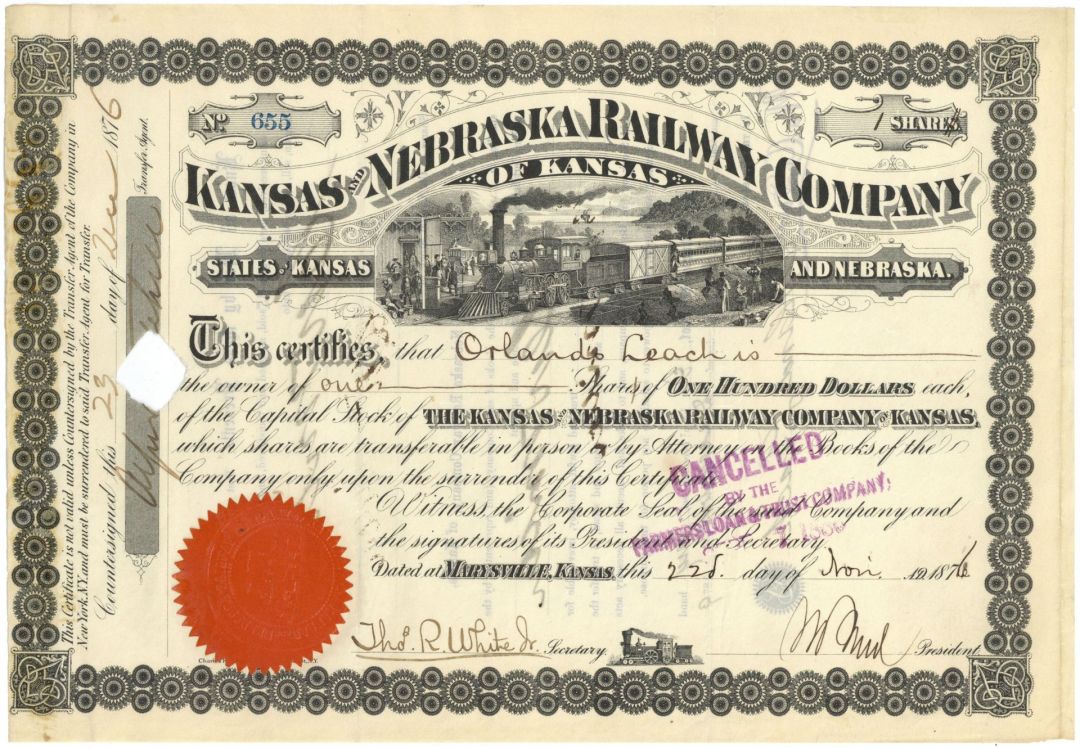 No. 655
1 SHARE
KANSAS AND NEBRASKA RAILWAY COMPANY
OF KANSAS
STATES OF KANSAS AND NEBRASKA.
This certifies, that Orlando Leach is
the owner of one Shares of ONE HUNDRED DOLLARS each,
of the Capital Stock of THE KANSAS AND NEBRASKA RAILWAY COMPANY OF KANSAS,
which shares are transferable in person or by Attorney on the Books of the
Company only upon the surrender of this Certificate.
Witness, the Corporate Seal of the said Company and
the signatures of its President and Secretary.
Dated at MARYSVILLE, KANSAS, this 22d. day of Nov. 1876
Tho. R. White Jr. Secretary.
President.
CANCELLED
BY THE
FARMERS LOAN & TRUST COMPANY,
This Certificate is not valid unless Countersigned by the Transfer Agent of the Company in
New York, N.Y. and must be surrendered to said Transfer Agent for Transfer.
Countersigned this 23 day of 1876
Transfer Agent.